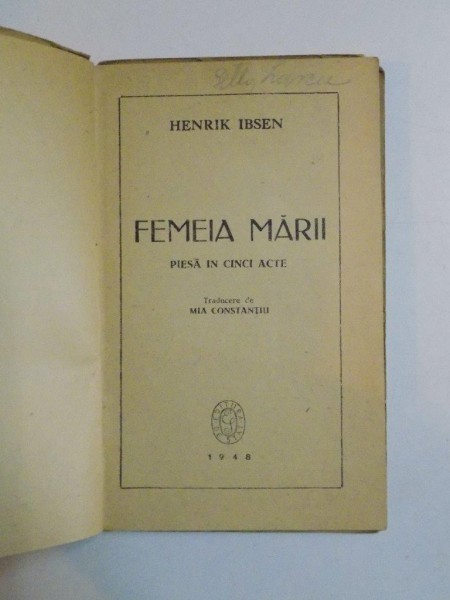 HENRIK IBSEN
FEMEIA MĂRII
PIESĂ IN CINCI ACTE
Traducere de
MIA CONSTANȚIU
1948